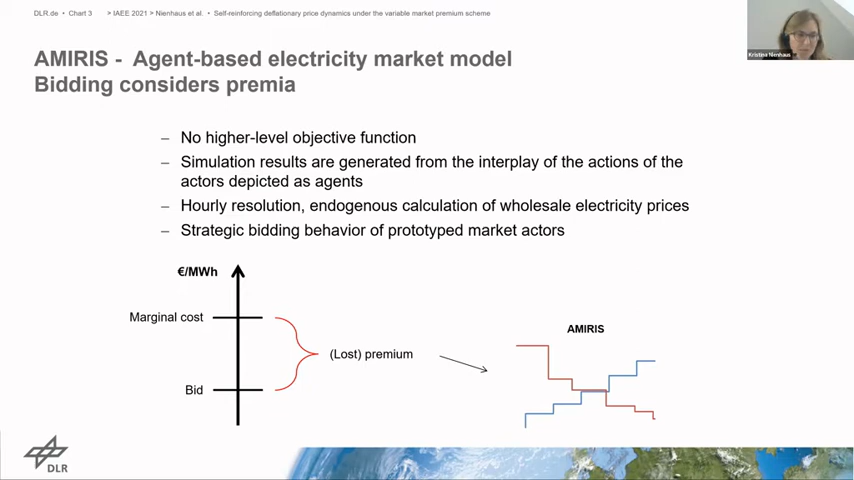 DLR.de • Chart 3 > IAEE 2021 > Nienhaus et al. • Self-reinforcing deflationary price dynamics under the variable market premium scheme
Kristina Nienhaus
AMIRIS - Agent-based electricity market model
Bidding considers premia
– No higher-level objective function
– Simulation results are generated from the interplay of the actions of the
actors depicted as agents
– Hourly resolution, endogenous calculation of wholesale electricity prices
– Strategic bidding behavior of prototyped market actors
€/MWh
Marginal cost
(Lost) premium
Bid
AMIRIS
DLR